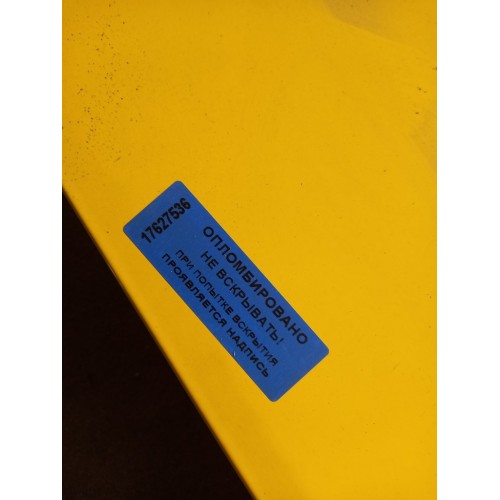 17627536
ОПЛОМБИРОВАНО
НЕ ВСКРЫВАТЬ!
ПРИ ПОПЫТКЕ ВСКРЫТИЯ
ПРОЯВЛЯЕТСЯ НАДПИСЬ